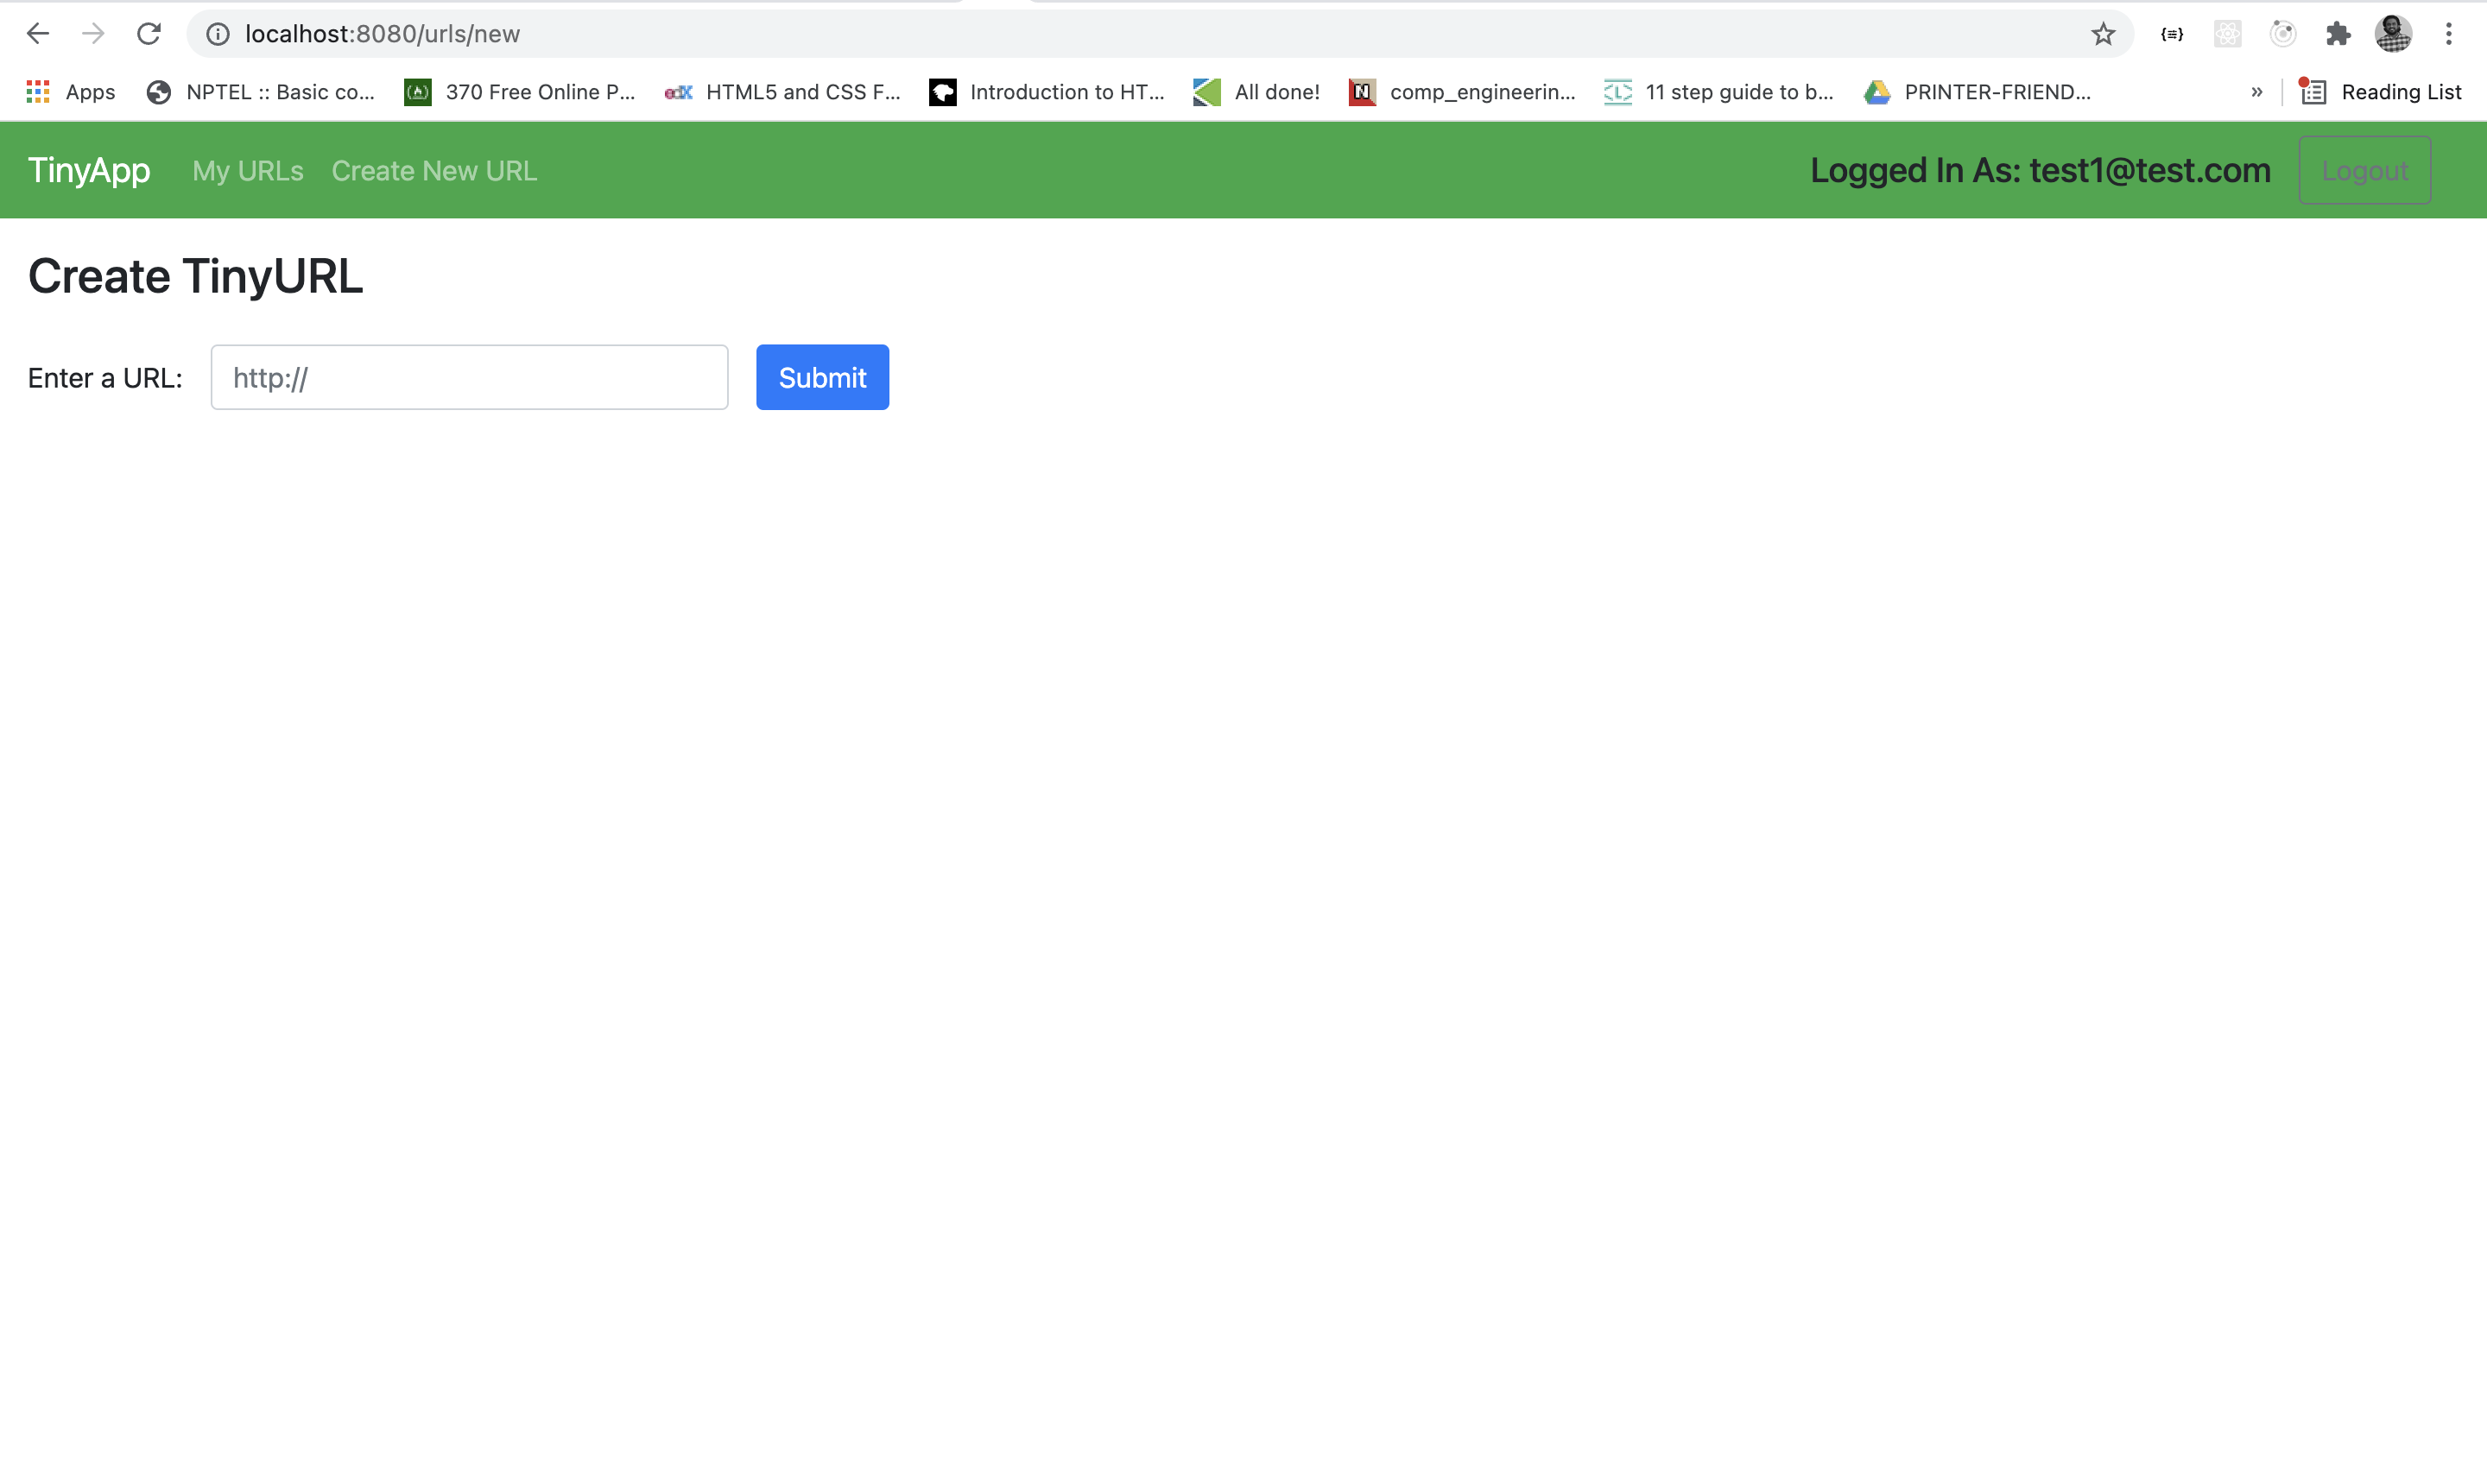 localhost:8080/urls/new
Apps NPTEL :: Basic co... 370 Free Online P... edX HTML5 and CSS F... Introduction to HT... All done! N comp_engineerin... L 11 step guide to b... PRINTER-FRIEND... » Reading List
TinyApp My URLs Create New URL Logged In As: test1@test.com Logout
Create TinyURL
Enter a URL: http:// Submit